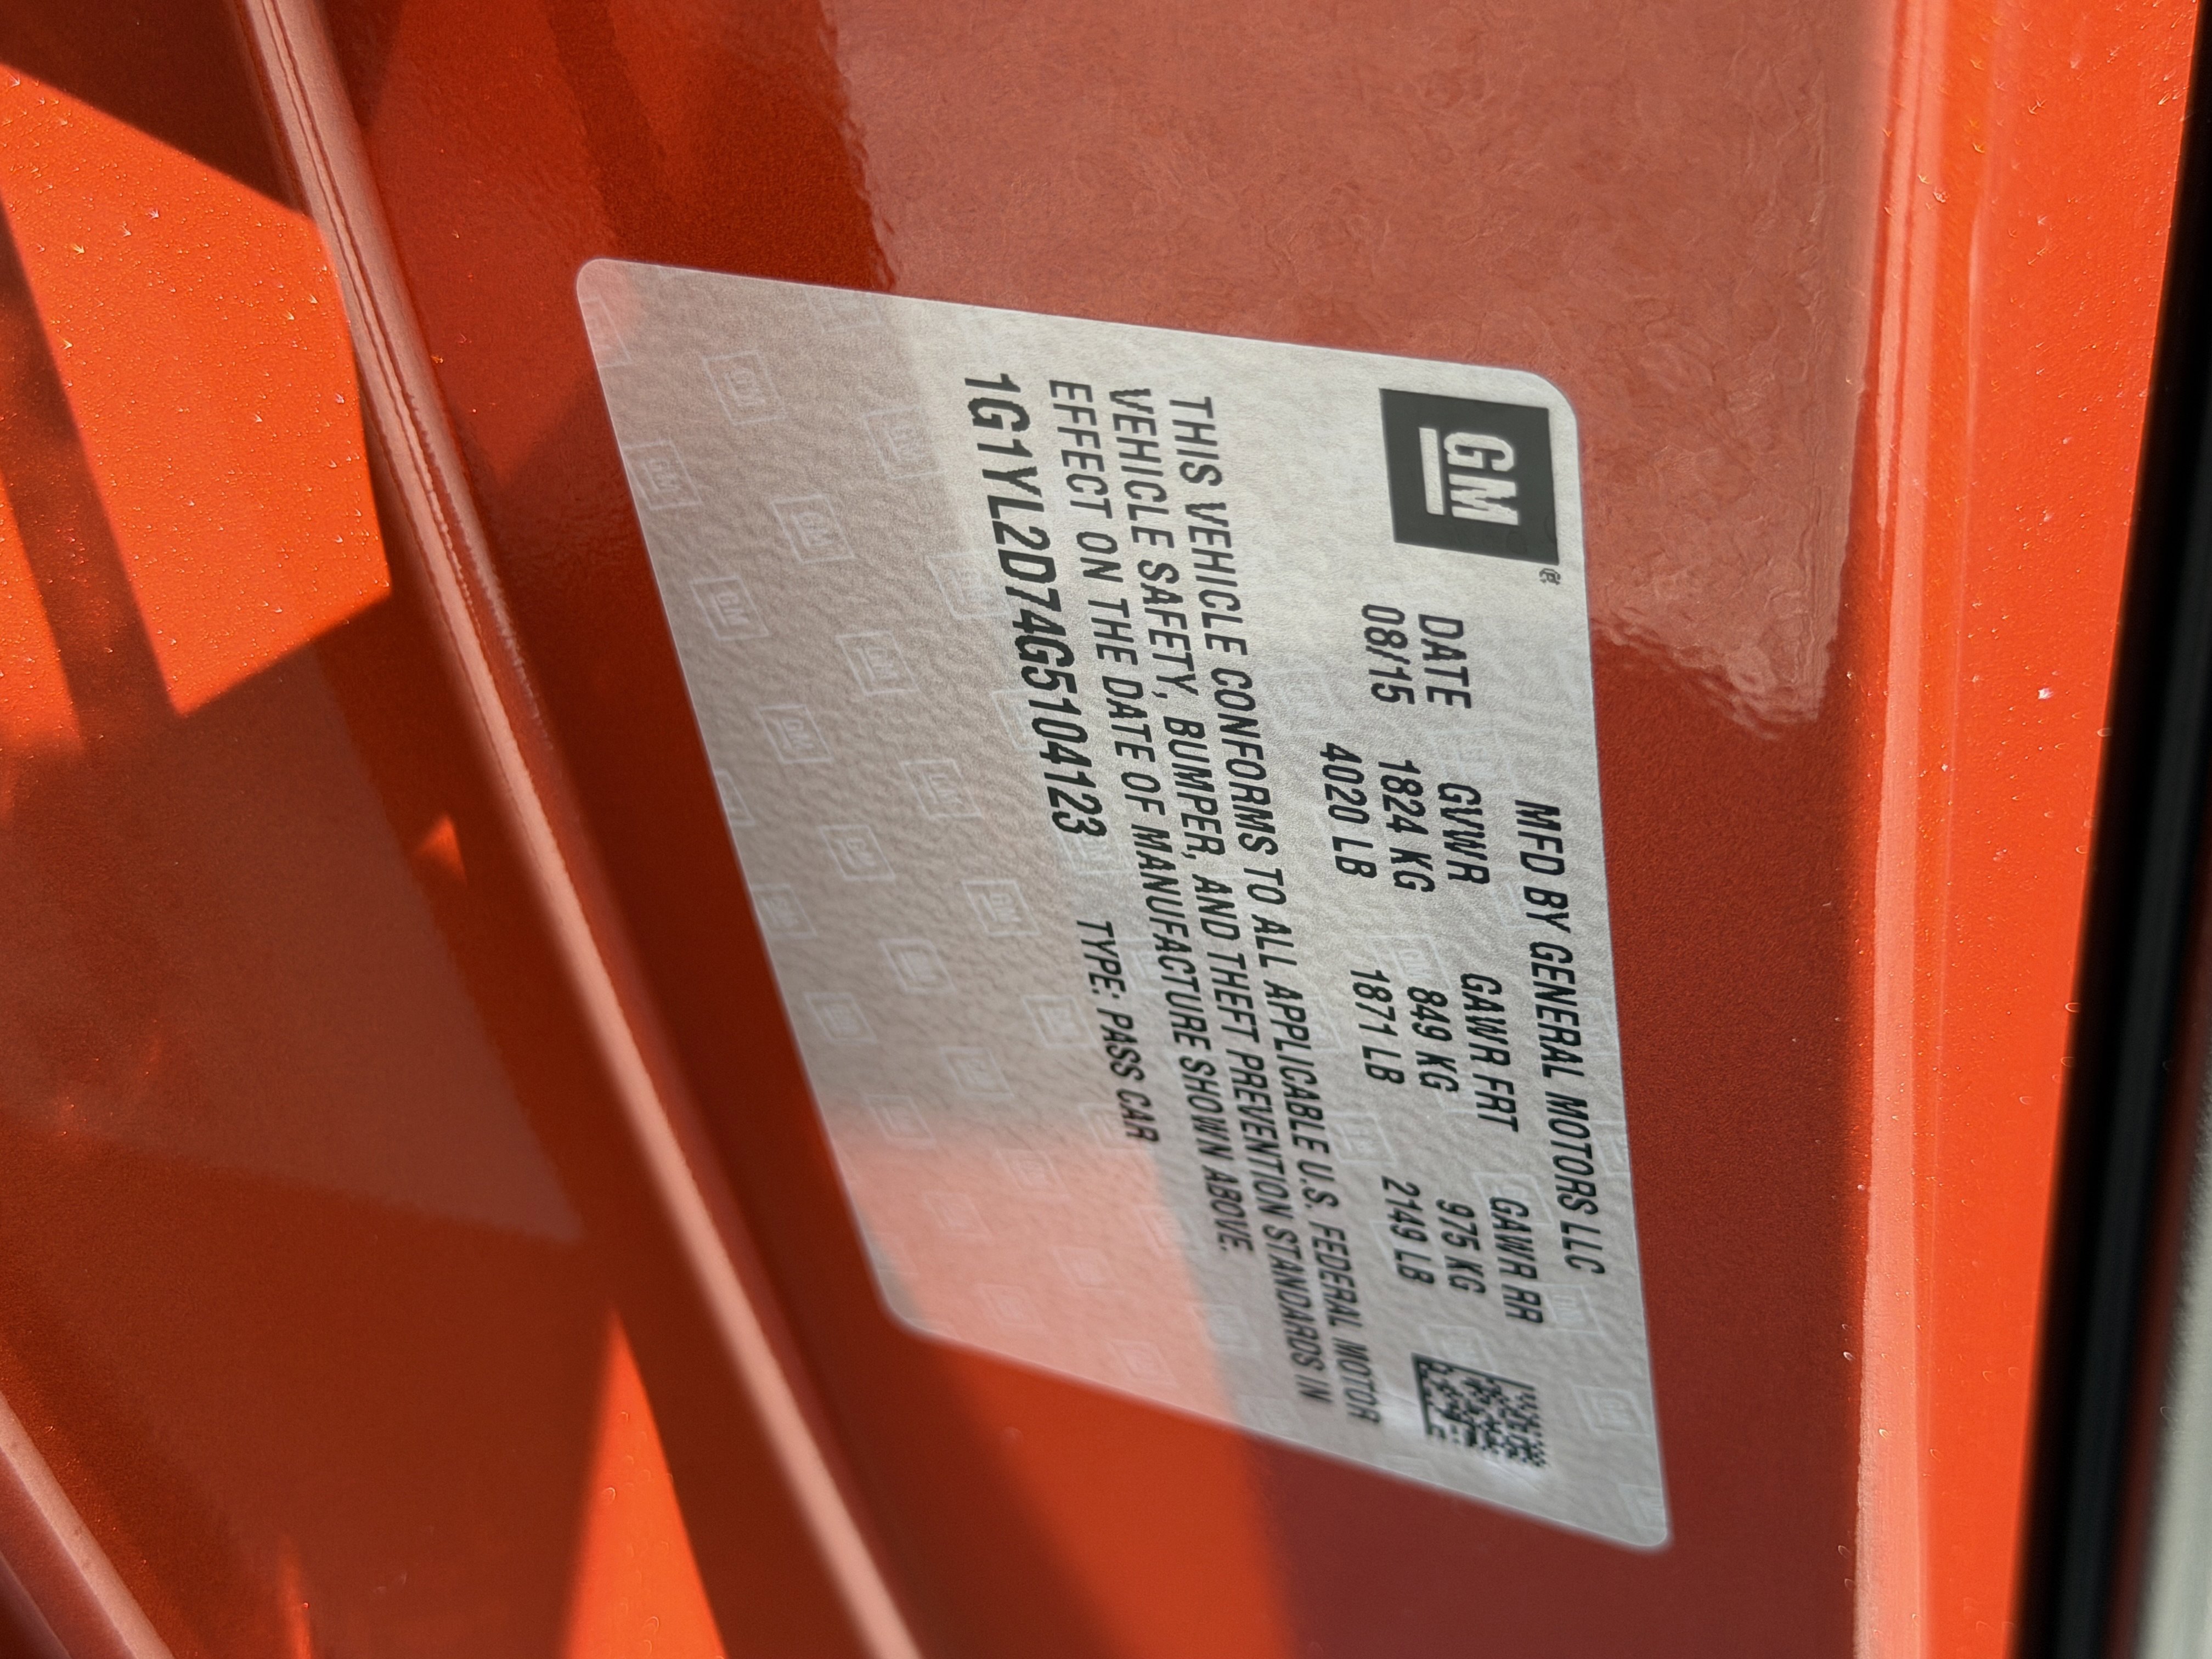 GM®
MFD BY GENERAL MOTORS LLC
DATE GVWR GAWR FRT GAWR RR
08/15 1824 KG 849 KG 975 KG
4020 LB 1871 LB 2149 LB
THIS VEHICLE CONFORMS TO ALL APPLICABLE U.S. FEDERAL MOTOR
VEHICLE SAFETY, BUMPER, AND THEFT PREVENTION STANDARDS IN
EFFECT ON THE DATE OF MANUFACTURE SHOWN ABOVE.
1G1YL2D74G5104123 TYPE: PASS CAR